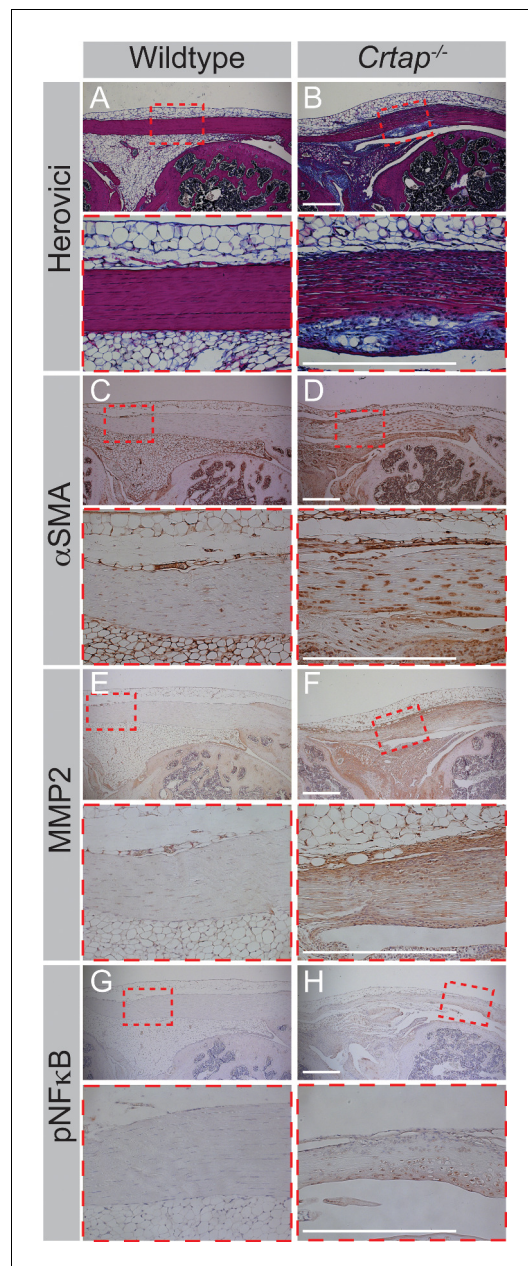 Wildtype Crtap-/-
Herovici
A B
αSMA
C D
MMP2
E F
pNFκB
G H